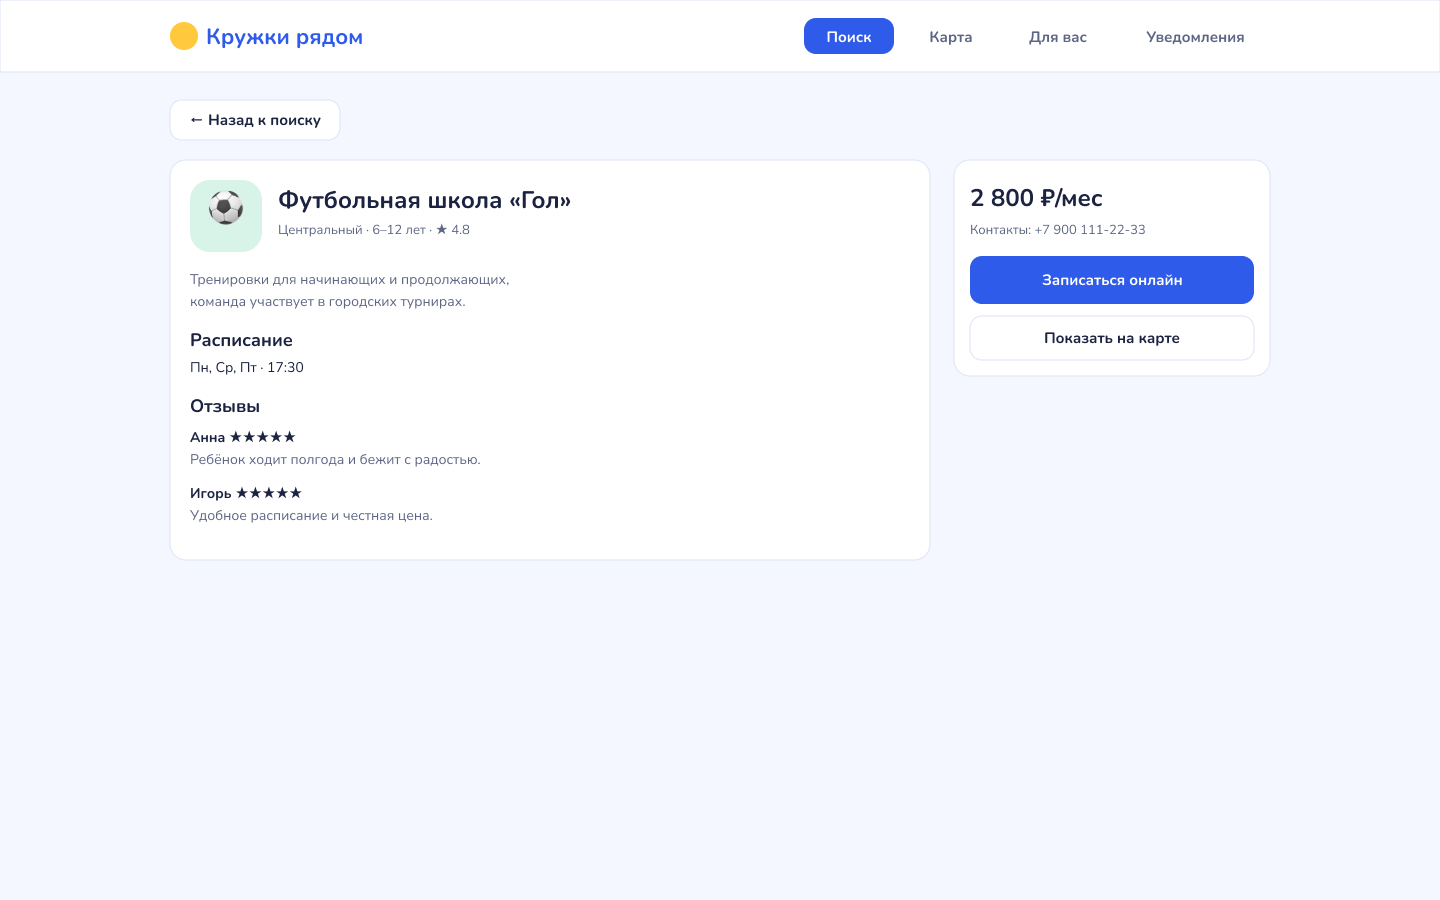 Кружки рядом
Поиск
Карта
Для вас
Уведомления
← Назад к поиску
Футбольная школа «Гол»
Центральный · 6–12 лет · ★ 4.8
Тренировки для начинающих и продолжающих,
команда участвует в городских турнирах.
Расписание
Пн, Ср, Пт · 17:30
Отзывы
Анна ★★★★★
Ребёнок ходит полгода и бежит с радостью.
Игорь ★★★★★
Удобное расписание и честная цена.
2 800 ₽/мес
Контакты: +7 900 111-22-33
Записаться онлайн
Показать на карте